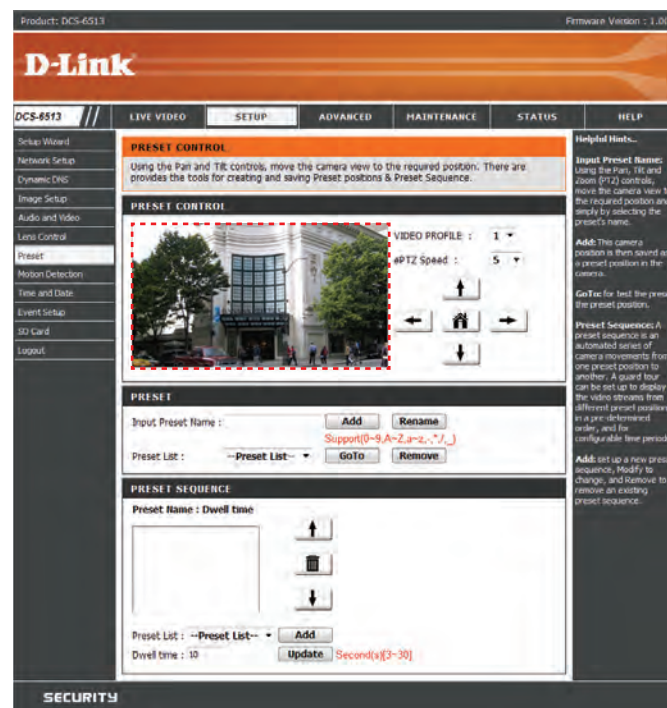 Product: DCS-6513
Firmware Version : 1.00
D-Link
DCS-6513
LIVE VIDEO
SETUP
ADVANCED
MAINTENANCE
STATUS
HELP
Setup Wizard
Network Setup
Dynamic DNS
Image Setup
Audio and Video
Lens Control
Preset
Motion Detection
Time and Date
Event Setup
SD Card
Logout
PRESET CONTROL
Using the Pan and Tilt controls, move the camera view to the required position. There are
provides the tools for creating and saving Preset positions & Preset Sequence.
PRESET CONTROL
VIDEO PROFILE : 1
ePTZ Speed : 5
PRESET
Input Preset Name :
Add
Rename
Support(0~9,A~Z,a~z,-,*,/,_)
Preset List : --Preset List--
GoTo
Remove
PRESET SEQUENCE
Preset Name : Dwell time
Preset List : --Preset List--
Add
Dwell time : 10
Update
Second(s)[3~30]
Helpful Hints..
Input Preset Name:
Using the Pan, Tilt and
Zoom (PTZ) controls,
move the camera view
the required position
simply by selecting the
preset's name.
Add: This camera
position is then saved
a preset position in the
camera.
GoTo: for test the
the preset position.
Preset Sequence: A
preset sequence is an
automated series of
camera movements
one preset position to
another. A guard tour
can be set up to display
the video streams from
different preset
in a pre-determined
order, and for
configurable time
Add: set up a new
sequence, Modify to
change, and Remove to
remove an existing
preset sequence.
SECURITY